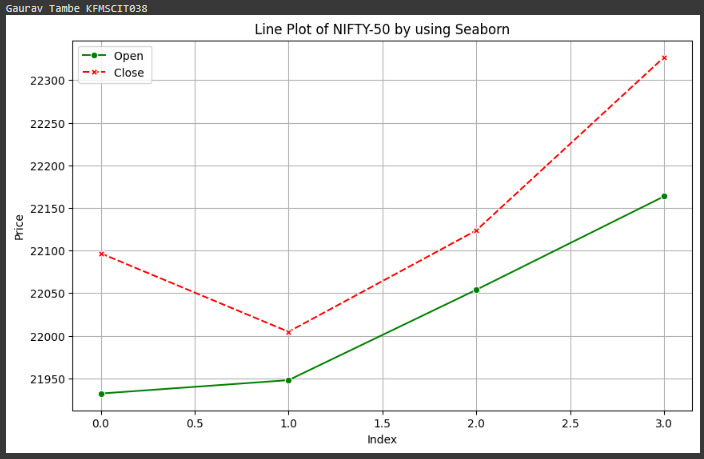 Gaurav Tambe KFMSCIT038
Line Plot of NIFTY-50 by using Seaborn
Open
Close
22300
22250
22200
22150
22100
22050
22000
21950
Price
0.0 0.5 1.0 1.5 2.0 2.5 3.0
Index